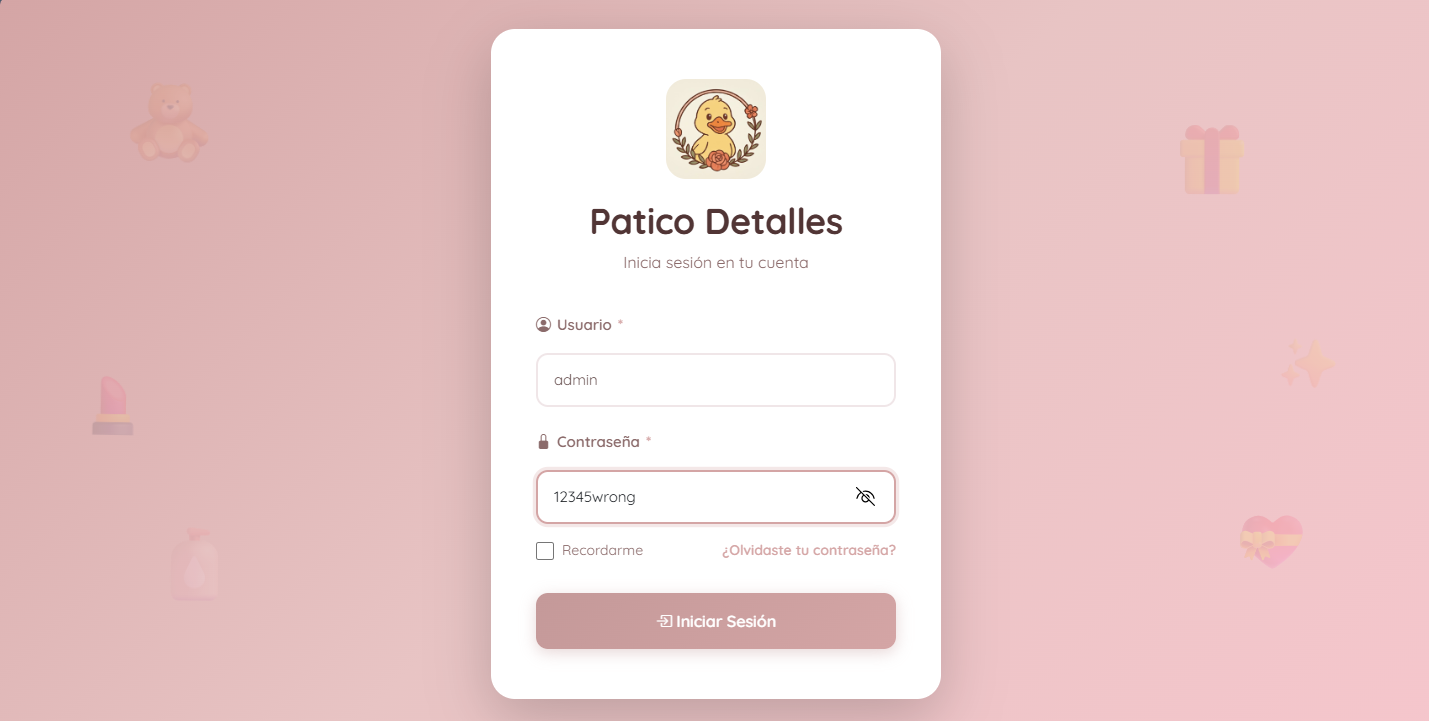 Patico Detalles
Inicia sesión en tu cuenta
Usuario *
admin
Contraseña *
12345wrong
Recordarme ¿Olvidaste tu contraseña?
Iniciar Sesión